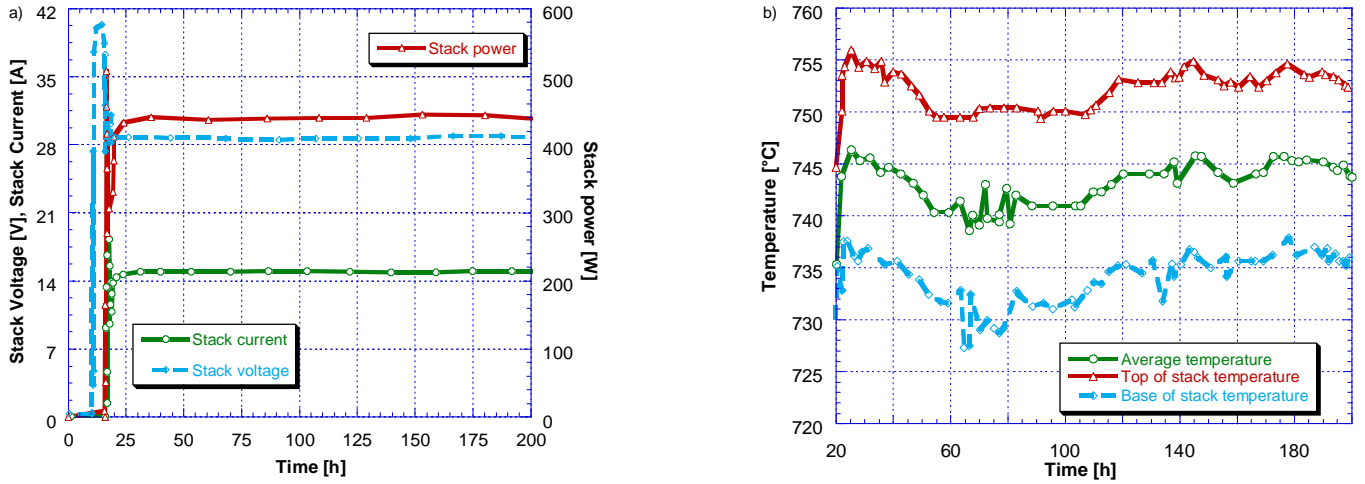 a)
Stack Voltage [V], Stack Current [A]
42
35
28
21
14
7
0
600
500
400
300
200
100
0
Stack power [W]
Stack power
Stack current
Stack voltage
0 25 50 75 100 125 150 175 200
Time [h]
b)
Temperature [°C]
760
755
750
745
740
735
730
725
720
Average temperature
Top of stack temperature
Base of stack temperature
20 60 100 140 180
Time [h]